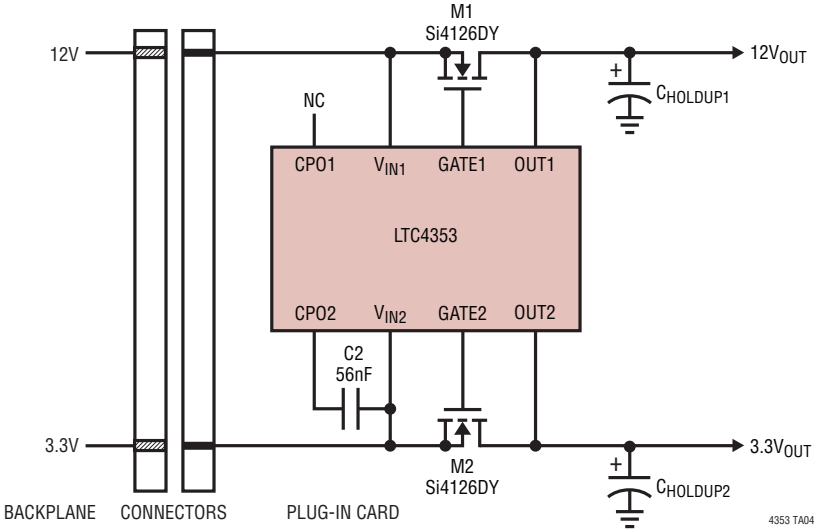 M1
Si4126DY
12V
12VOUT
+
CHOLDUP1
NC
CPO1 VIN1 GATE1 OUT1
LTC4353
CPO2 VIN2 GATE2 OUT2
C2
56nF
3.3V
3.3VOUT
M2
Si4126DY
+
CHOLDUP2
BACKPLANE CONNECTORS PLUG-IN CARD
4353 TA04